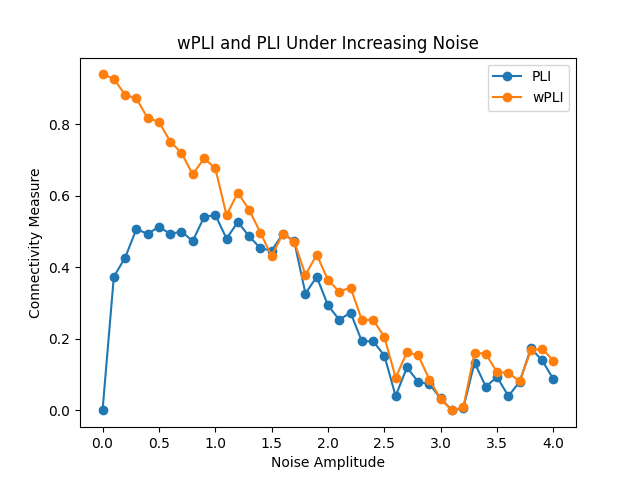 wPLI and PLI Under Increasing Noise
PLI
wPLI
Connectivity Measure
0.8
0.6
0.4
0.2
0.0
0.0 0.5 1.0 1.5 2.0 2.5 3.0 3.5 4.0
Noise Amplitude